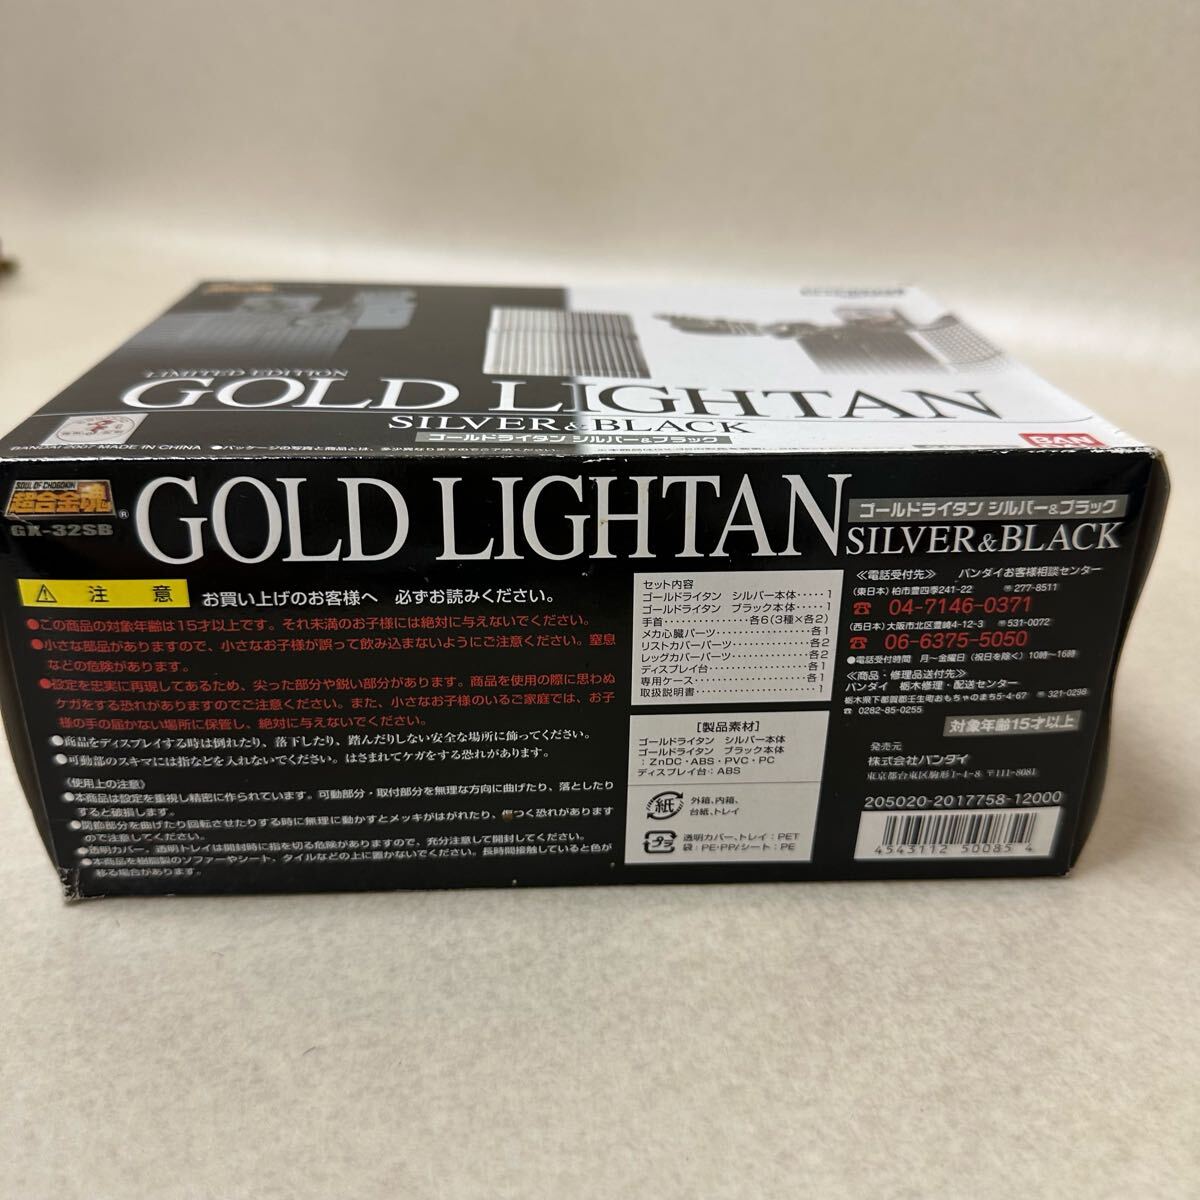 LIMITED EDITION
GOLD LIGHTAN
SILVER&BLACK
ゴールドライタン シルバー&ブラック
BANDAI 2007 MADE IN CHINA ●パッケージの写真と商品とは、多少異なりますのでご了承ください。
BAN
SOUL OF CHOGOKIN
超合金魂®
GX-32SB
GOLD LIGHTAN
ゴールドライタン シルバー&ブラック
SILVER&BLACK
⚠ 注 意
お買い上げのお客様へ 必ずお読みください。
●この商品の対象年齢は15才以上です。それ未満のお子様には絶対に与えないでください。
●小さな部品がありますので、小さなお子様が誤って飲み込まないようにご注意ください。窒息
などの危険があります。
●設定を忠実に再現してあるため、尖った部分や鋭い部分があります。商品を使用の際に思わぬ
ケガをする恐れがありますのでご注意ください。また、小さなお子様のいるご家庭では、お子
様の手の届かない場所に保管し、絶対に与えないでください。
●商品をディスプレイする時は倒れたり、落下したり、踏んだりしない安全な場所に飾ってください。
●可動部のスキマには指などを入れないでください。はさまれてケガをする恐れがあります。
〈使用上の注意〉
●本商品は設定を重視し精密に作られています。可動部分・取付部分を無理な方向に曲げたり、落としたり
すると破損します。
●関節部分を曲げたり回転させたりする時に無理に動かすとメッキがはがれたり、傷つく恐れがあります
ので注意してください。
●透明カバー、透明トレイは開封時に指を切る危険がありますので、充分注意して開封してください。
●本商品を樹脂製のソファーやシート、タイルなどの上に置かないでください。長時間接触していると色が
移る場合があります。
セット内容
ゴールドライタン シルバー本体‥‥‥1
ゴールドライタン ブラック本体‥‥‥1
手首‥‥‥‥‥‥‥各6(3種×各2)
メカ心臓パーツ‥‥‥‥‥‥‥‥各1
リストカバーパーツ‥‥‥‥‥‥各2
レッグカバーパーツ‥‥‥‥‥‥各2
ディスプレイ台‥‥‥‥‥‥‥‥各1
専用ケース‥‥‥‥‥‥‥‥‥‥各1
取扱説明書‥‥‥‥‥‥‥‥‥‥‥1
[製品素材]
ゴールドライタン シルバー本体
ゴールドライタン ブラック本体
:ZnDC・ABS・PVC・PC
ディスプレイ台:ABS
紙
外箱、内箱、
台紙、トレイ
プラ
透明カバー、トレイ:PET
袋:PE・PP/シート:PE
≪電話受付先≫ バンダイお客様相談センター
(東日本)柏市豊四季241-22 〒277-8511
☎ 04-7146-0371
(西日本)大阪市北区豊崎4-12-3 〒531-0072
☎ 06-6375-5050
●電話受付時間 月〜金曜日(祝日を除く)10時〜16時
≪商品・修理品送付先≫
バンダイ 栃木修理・配送センター
栃木県下都賀郡壬生町おもちゃのまち5-4-67 〒321-0298
☎ 0282-85-0255
対象年齢15才以上
発売元
株式会社バンダイ
東京都台東区駒形1-4-8 〒111-8081
205020-2017758-12000
4543112 50085 4